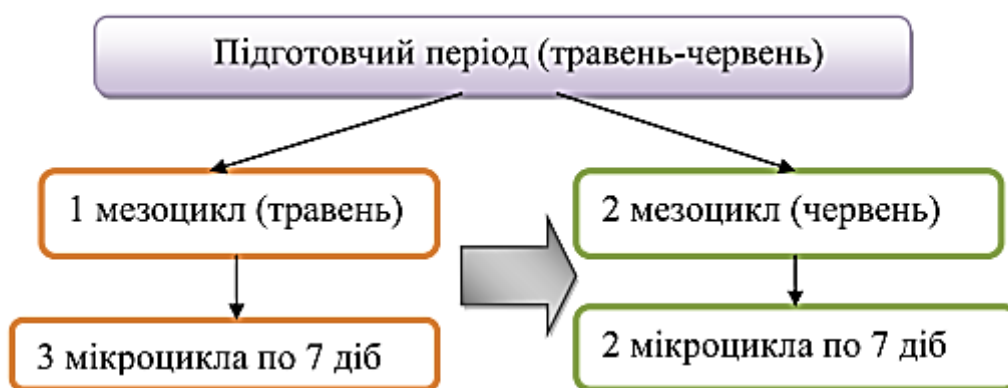 Підготовчий період (травень-червень)
1 мезоцикл (травень)
2 мезоцикл (червень)
3 мікроцикла по 7 діб
2 мікроцикла по 7 діб